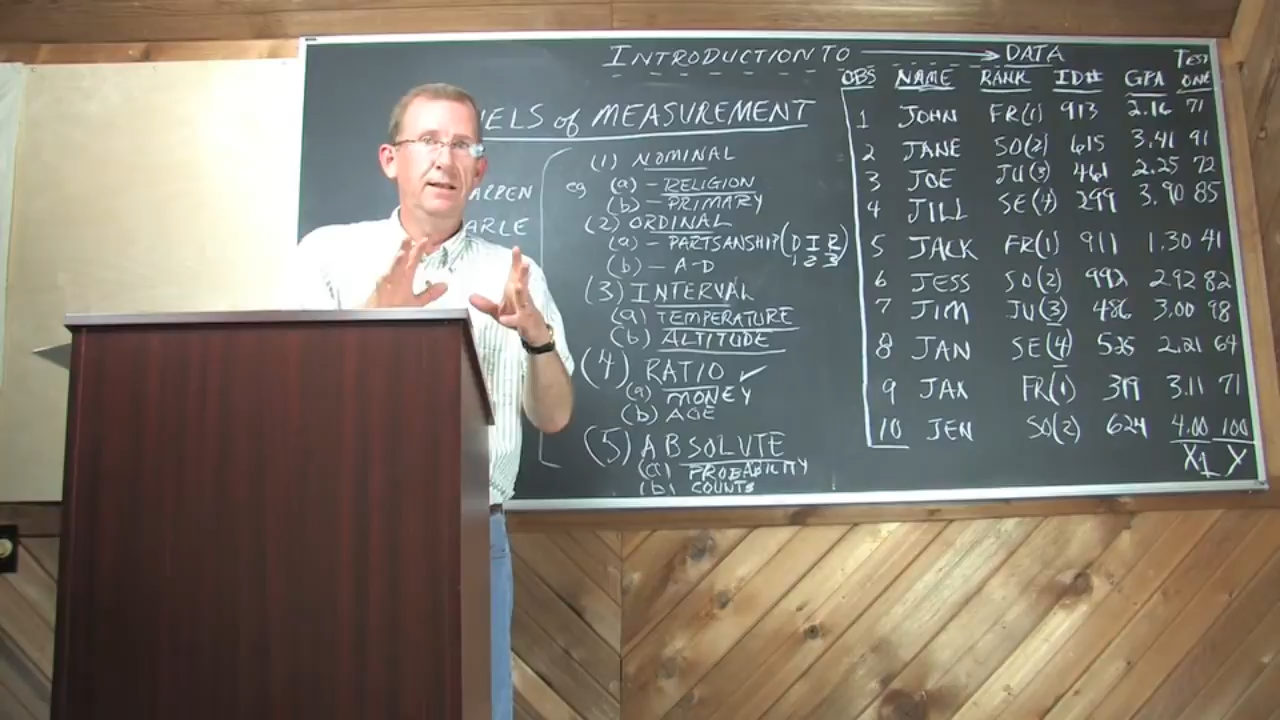 INTRODUCTION TO → DATA
VELS of MEASUREMENT
(1) NOMINAL
eg (a) - RELIGION
(b) - PRIMARY
(2) ORDINAL
(a) - PARTSANSHIP (D I R)
1 2 3
(b) - A-D
(3) INTERVAL
(a) TEMPERATURE
(b) ALTITUDE
(4) RATIO ✓
(a) MONEY
(b) AGE
(5) ABSOLUTE
(a) PROBABILITY
(b) COUNTS
ARLE
OBS NAME RANK ID# GPA TEST ONE
1 JOHN FR(1) 913 2.16 71
2 JANE SO(2) 615 3.41 91
3 JOE JU(3) 461 2.25 72
4 JILL SE(4) 299 3.90 85
5 JACK FR(1) 911 1.30 41
6 JESS SO(2) 992 2.92 82
7 JIM JU(3) 486 3.00 98
8 JAN SE(4) 525 2.21 64
9 JAX FR(1) 3.11 71
10 JEN SO(2) 624 4.00 100
X1 Y